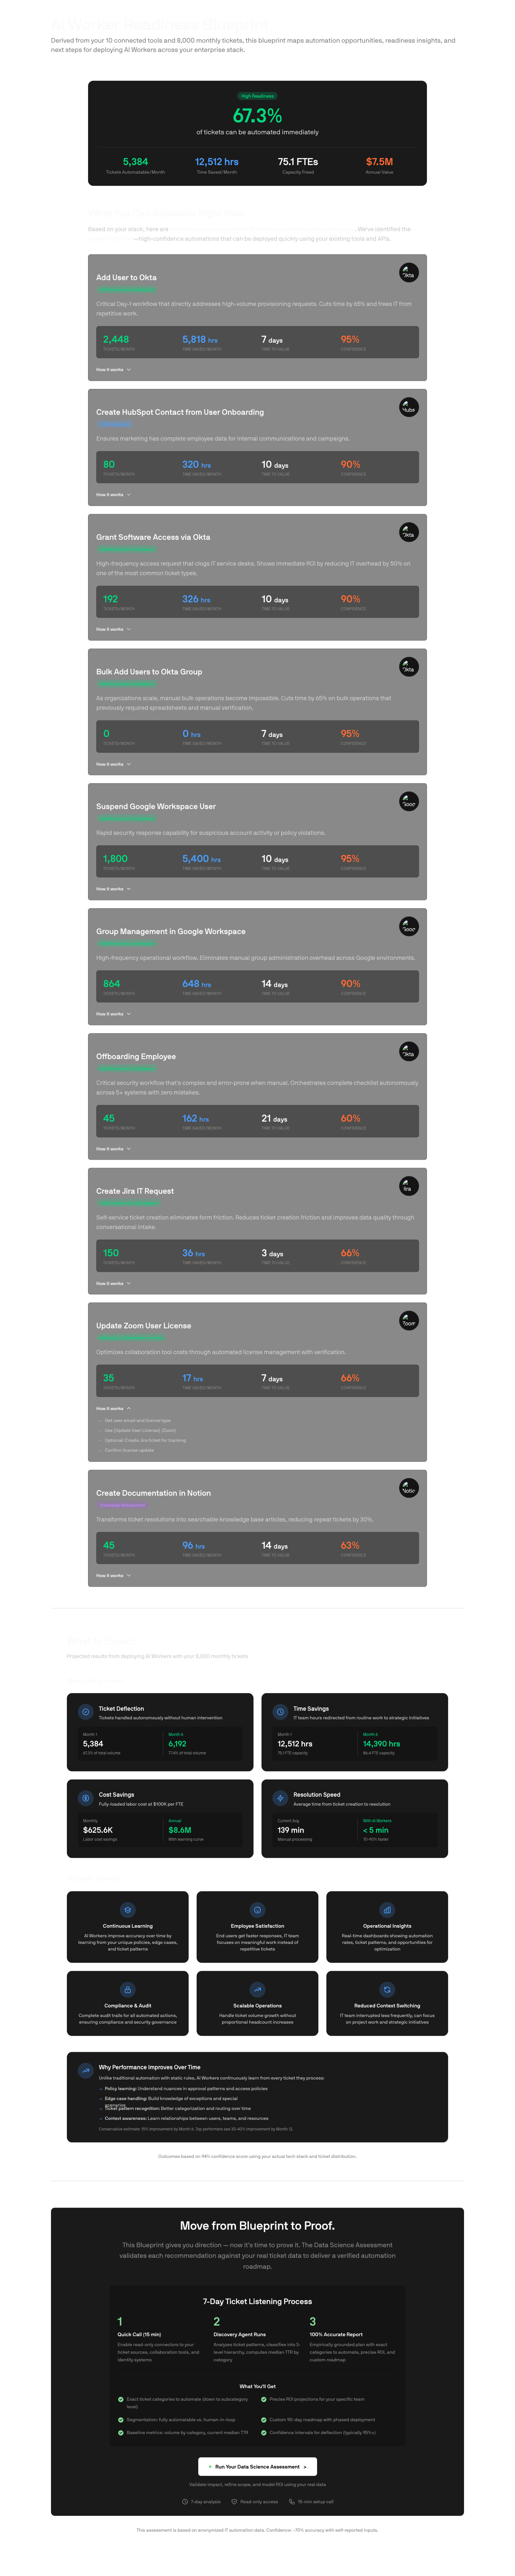 AI Worker Readiness Blueprint
Derived from your 10 connected tools and 8,000 monthly tickets, this blueprint maps automation opportunities, readiness insights, and
next steps for deploying AI Workers across your enterprise stack.
High Readiness
67.3%
of tickets can be automated immediately
5,384
12,512 hrs
75.1 FTEs
$7.5M
Tickets Automatable/Month
Time Saved/Month
Capacity Freed
Annual Value
Based on your stack, here are
. We've identified the
—high-confidence automations that can be deployed quickly using your existing tools and APIs.
Add User to Okta
Critical Day-1 workflow that directly addresses high-volume provisioning requests. Cuts time by 65% and frees IT from
repetitive work.
2,448
5,818 hrs
7 days
95%
TICKETS/MONTH
TIME SAVED/MONTH
TIME TO VALUE
CONFIDENCE
How it works
Create HubSpot Contact from User Onboarding
Ensures marketing has complete employee data for internal communications and campaigns.
80
320 hrs
10 days
90%
TICKETS/MONTH
TIME SAVED/MONTH
TIME TO VALUE
CONFIDENCE
How it works
Grant Software Access via Okta
High-frequency access request that clogs IT service desks. Shows immediate ROI by reducing IT overhead by 50% on
one of the most common ticket types.
192
326 hrs
10 days
90%
TICKETS/MONTH
TIME SAVED/MONTH
TIME TO VALUE
CONFIDENCE
How it works
Bulk Add Users to Okta Group
As organizations scale, manual bulk operations become impossible. Cuts time by 65% on bulk operations that
previously required spreadsheets and manual verification.
0
0 hrs
7 days
95%
TICKETS/MONTH
TIME SAVED/MONTH
TIME TO VALUE
CONFIDENCE
How it works
Suspend Google Workspace User
Rapid security response capability for suspicious account activity or policy violations.
1,800
5,400 hrs
10 days
95%
TICKETS/MONTH
TIME SAVED/MONTH
TIME TO VALUE
CONFIDENCE
How it works
Group Management in Google Workspace
High-frequency operational workflow. Eliminates manual group administration overhead across Google environments.
864
648 hrs
14 days
90%
TICKETS/MONTH
TIME SAVED/MONTH
TIME TO VALUE
CONFIDENCE
How it works
Offboarding Employee
Critical security workflow that's complex and error-prone when manual. Orchestrates complete checklist autonomously
across 5+ systems with zero mistakes.
45
162 hrs
21 days
60%
TICKETS/MONTH
TIME SAVED/MONTH
TIME TO VALUE
CONFIDENCE
How it works
Create Jira IT Request
Self-service ticket creation eliminates form friction. Reduces ticket creation friction and improves data quality through
conversational intake.
150
36 hrs
3 days
66%
TICKETS/MONTH
TIME SAVED/MONTH
TIME TO VALUE
CONFIDENCE
How it works
Update Zoom User License
Optimizes collaboration tool costs through automated license management with verification.
35
17 hrs
7 days
66%
TICKETS/MONTH
TIME SAVED/MONTH
TIME TO VALUE
CONFIDENCE
How it works
Get user email and license type
Use [Update User License] (Zoom)
Optional: Create Jira ticket for tracking
Confirm license update
Create Documentation in Notion
Transforms ticket resolutions into searchable knowledge base articles, reducing repeat tickets by 30%.
45
96 hrs
14 days
63%
TICKETS/MONTH
TIME SAVED/MONTH
TIME TO VALUE
CONFIDENCE
How it works
Projected results from deploying AI Workers with your 8,000 monthly tickets
Ticket Deflection
Tickets handled autonomously without human intervention
Month 1
Month 6
5,384
6,192
67.3% of total volume
77.4% of total volume
Time Savings
IT team hours redirected from routine work to strategic initiatives
Month 1
Month 6
12,512 hrs
14,390 hrs
75.1 FTE capacity
86.4 FTE capacity
Cost Savings
Fully-loaded labor cost at $100K per FTE
Monthly
Annual
$625.6K
$8.6M
Labor cost savings
With learning curve
Resolution Speed
Average time from ticket creation to resolution
Current Avg
With AI Workers
139 min
< 5 min
Manual processing
Continuous Learning
AI Workers improve accuracy over time by
learning from your unique policies, edge cases,
and ticket patterns
Employee Satisfaction
End users get faster responses, IT team
focuses on meaningful work instead of
repetitive tickets
Operational Insights
Real-time dashboards showing automation
rates, ticket patterns, and opportunities for
optimization
Compliance & Audit
Complete audit trails for all automated actions,
ensuring compliance and security governance
Scalable Operations
Handle ticket volume growth without
proportional headcount increases
Reduced Context Switching
IT team interrupted less frequently, can focus
on project work and strategic initiatives
Why Performance Improves Over Time
Unlike traditional automation with static rules, AI Workers continuously learn from every ticket they process:
Policy learning: Understand nuances in approval patterns and access policies
Edge case handling: Build knowledge of exceptions and special
scenarios
Ticket pattern recognition: Better categorization and routing over time
Context awareness: Learn relationships between users, teams, and resources
Conservative estimate: 15% improvement by Month 6. Top performers see 30-40% improvement by Month 12.
Outcomes based on 94% confidence score using your actual tech stack and ticket distribution.
Move from Blueprint to Proof.
This Blueprint gives you direction — now it's time to prove it. The Data Science Assessment
validates each recommendation against your real ticket data to deliver a verified automation
roadmap.
7-Day Ticket Listening Process
1
Quick Call (15 min)
Enable read-only connectors to your
ticket sources, collaboration tools, and
identity systems
2
Discovery Agent Runs
Analyzes ticket patterns, classifies into 3-
level hierarchy, computes median TTR by
category
3
100% Accurate Report
Empirically grounded plan with exact
categories to automate, precise ROI, and
custom roadmap
What You'll Get
Exact ticket categories to automate (down to subcategory
level)
Precise ROI projections for your specific team
Segmentation: fully automatable vs. human-in-loop
Custom 90-day roadmap with phased deployment
Baseline metrics: volume by category, current median TTR
Confidence intervals for deflection (typically 95%+)
Run Your Data Science Assessment >
Validate impact, refine scope, and model ROI using your real data
7-day analysis
Read-only access
15-min setup call
This assessment is based on anonymized IT automation data. Confidence: ~70% accuracy with self-reported inputs.